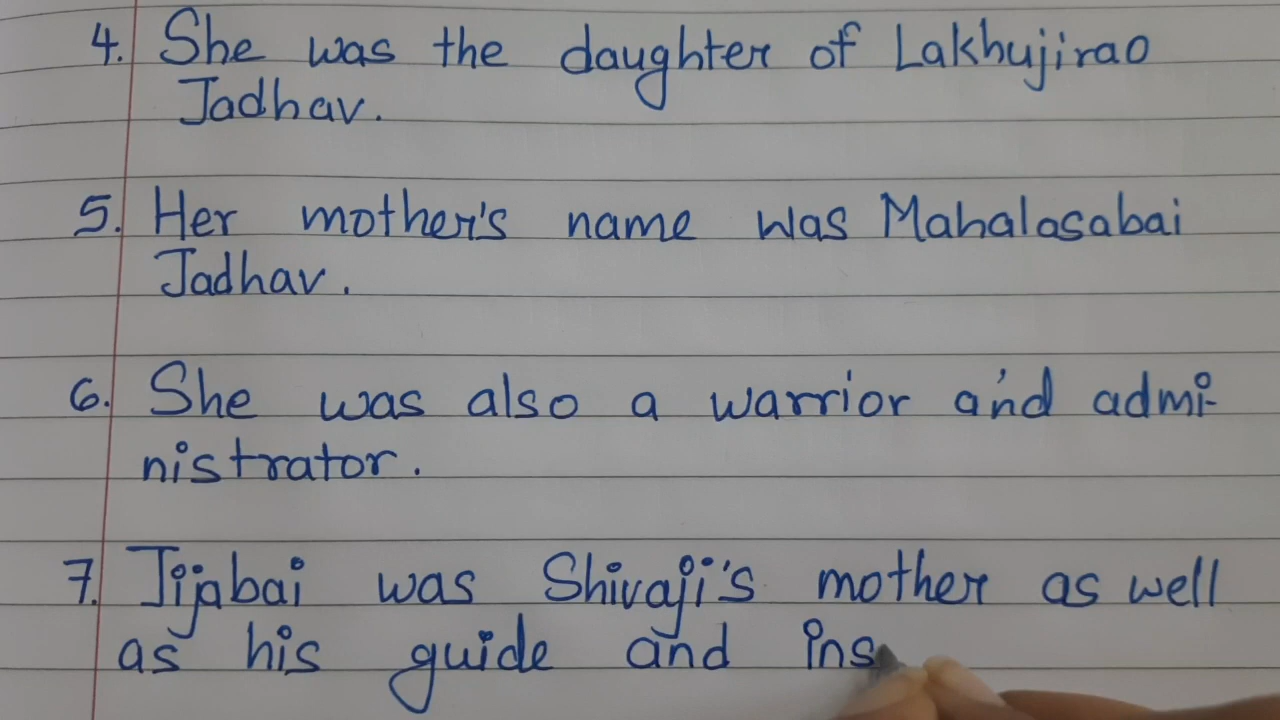 4. She was the daughter of Lakhujirao
Jadhav.
5. Her mother's name was Mahalasabai
Jadhav.
6. She was also a warrior and admi-
nistrator.
7. Jijabai was Shivaji's mother as well
as his guide and ins